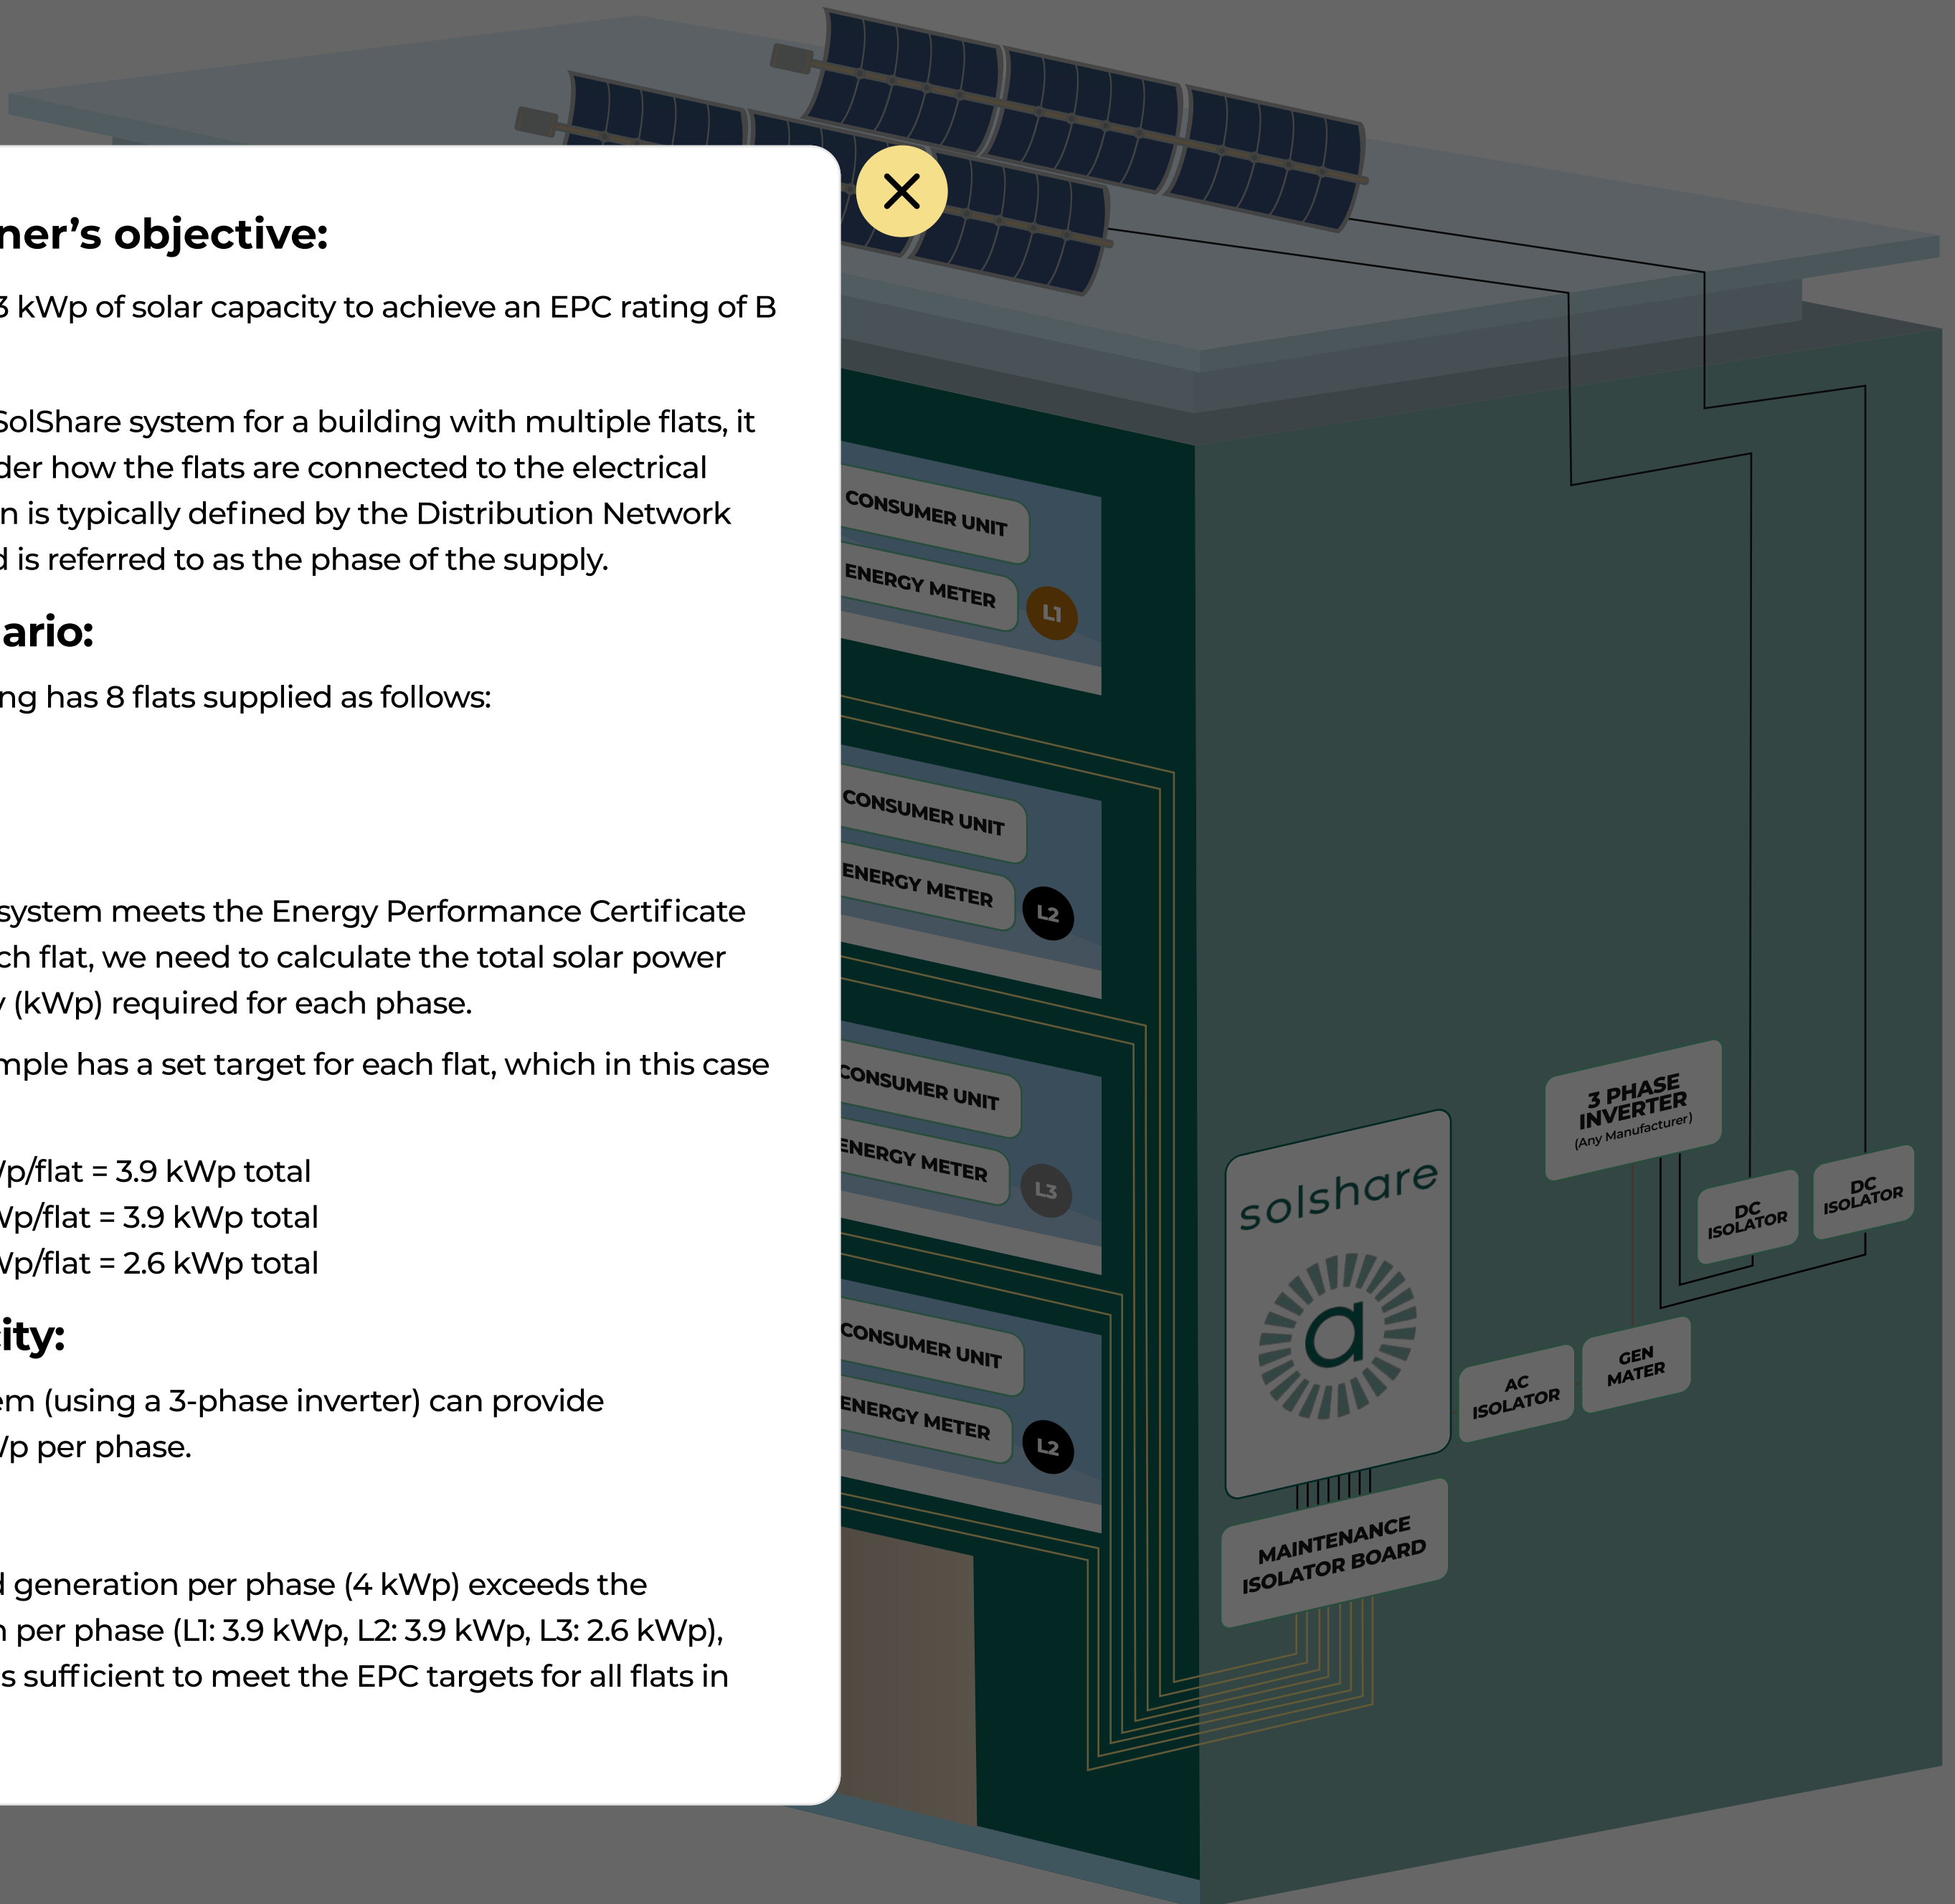 ner’s objective:
3 kWp of solar capacity to achieve an EPC rating of B
SolShare system for a building with multiple flats, it
der how the flats are connected to the electrical
n is typically defined by the Distribution Network
d is referred to as the phase of the supply.
ario:
ng has 8 flats supplied as follows:
system meets the Energy Performance Certificate
ch flat, we need to calculate the total solar power
y (kWp) required for each phase.
mple has a set target for each flat, which in this case
Wp/flat = 3.9 kWp total
Wp/flat = 3.9 kWp total
Wp/flat = 2.6 kWp total
city:
em (using a 3-phase inverter) can provide
Wp per phase.
d generation per phase (4 kWp) exceeds the
n per phase (L1: 3.9 kWp, L2: 3.9 kWp, L3: 2.6 kWp),
s sufficient to meet the EPC targets for all flats in
CONSUMER UNIT
ENERGY METER
L1
CONSUMER UNIT
ENERGY METER
L2
CONSUMER UNIT
ENERGY METER
L3
CONSUMER UNIT
ENERGY METER
L2
solshare
a
3 PHASE
INVERTER
(Any Manufacturer)
DC
ISOLATOR
DC
ISOLATOR
AC
ISOLATOR
GEN
MATER
MAINTENANCE
ISOLATOR BOARD